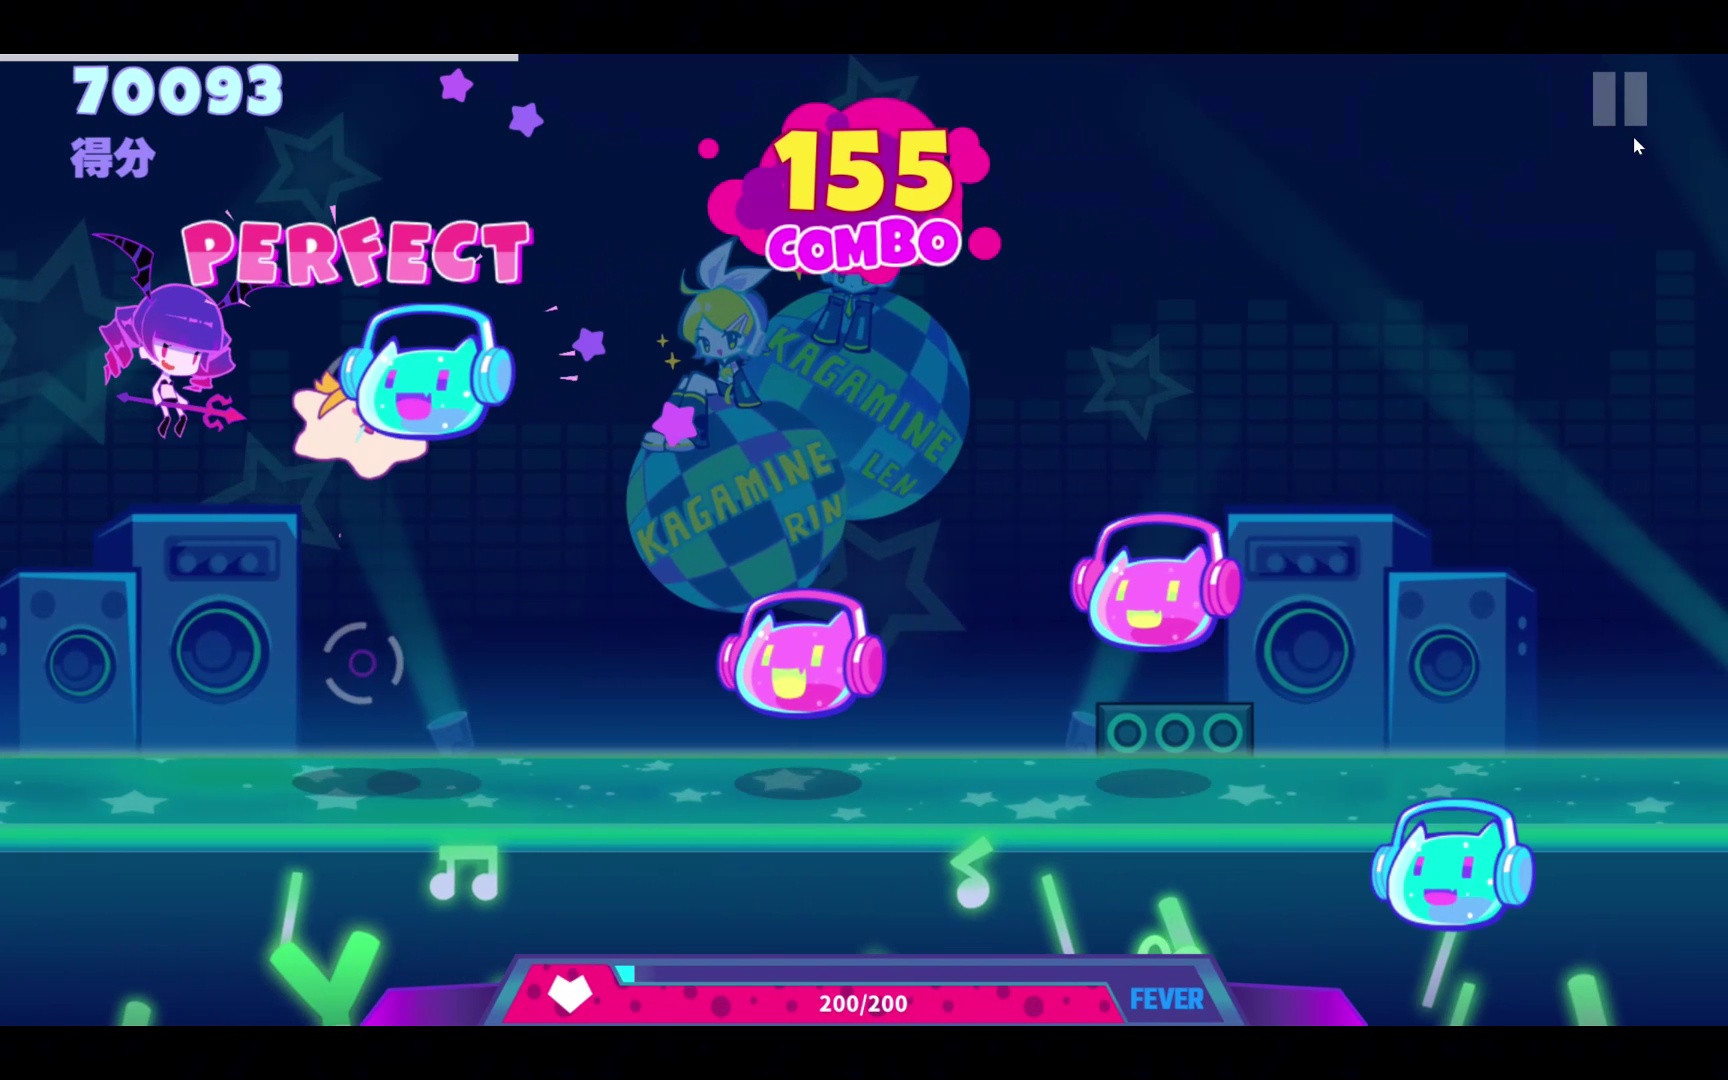 70093
得分
155
COMBO
PERFECT
KAGAMINE
LEN
KAGAMINE
RIN
200/200
FEVER